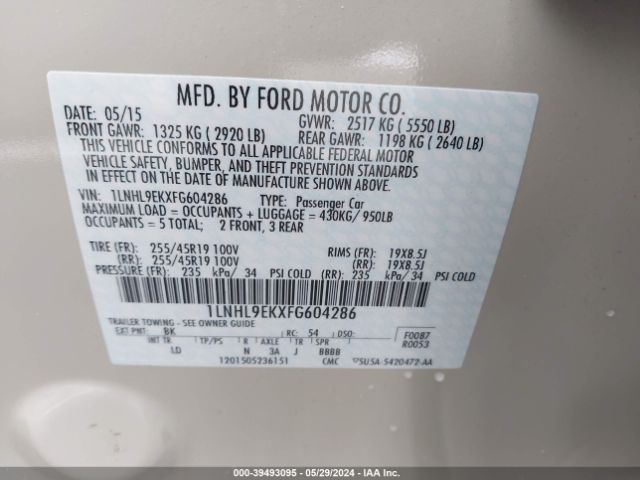 MFD. BY FORD MOTOR CO.
DATE: 05/15 GVWR: 2517 KG ( 5550 LB)
FRONT GAWR: 1325 KG ( 2920 LB) REAR GAWR: 1198 KG ( 2640 LB)
THIS VEHICLE CONFORMS TO ALL APPLICABLE FEDERAL MOTOR
VEHICLE SAFETY, BUMPER, AND THEFT PREVENTION STANDARDS
IN EFFECT ON THE DATE OF MANUFACTURE SHOWN ABOVE.
VIN: 1LNHL9EKXFG604286 TYPE: Passenger Car
MAXIMUM LOAD = OCCUPANTS + LUGGAGE = 430KG/ 950LB
OCCUPANTS = 5 TOTAL; 2 FRONT, 3 REAR
TIRE (FR): 255/45R19 100V RIMS (FR): 19X8.5J
(RR): 255/45R19 100V (RR): 19X8.5J
PRESSURE (FR): 235 kPa/ 34 PSI COLD (RR): 235 kPa/ 34 PSI COLD
1LNHL9EKXFG604286
TRAILER TOWING - SEE OWNER GUIDE
EXT PNT: BK RC: 54 DSO: F0087
INT TR TP/PS R AXLE TR SPR R0053
LD N 3A J BBBB
1201505236151 CMC 5U5A-5420472-AA
000-39493095 - 05/29/2024 - IAA Inc.